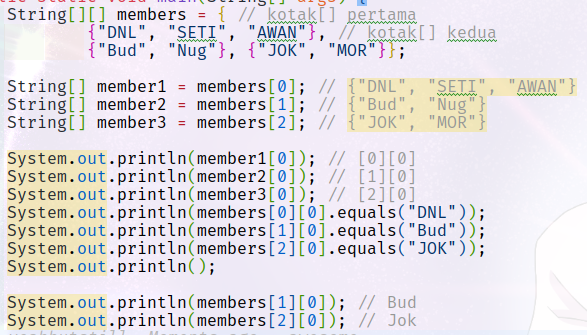 String[][] members = { // kotak[] pertama
{"DNL", "SETI", "AWAN"}, // kotak[] kedua
{"Bud", "Nug"}, {"JOK", "MOR"}};
String[] member1 = members[0]; // {"DNL", "SETI", "AWAN"}
String[] member2 = members[1]; // {"Bud", "Nug"}
String[] member3 = members[2]; // {"JOK", "MOR"}
System.out.println(member1[0]); // [0][0]
System.out.println(member2[0]); // [1][0]
System.out.println(member3[0]); // [2][0]
System.out.println(members[0][0].equals("DNL"));
System.out.println(members[1][0].equals("Bud"));
System.out.println(members[2][0].equals("JOK"));
System.out.println();
System.out.println(members[1][0]); // Bud
System.out.println(members[2][0]); // Jok